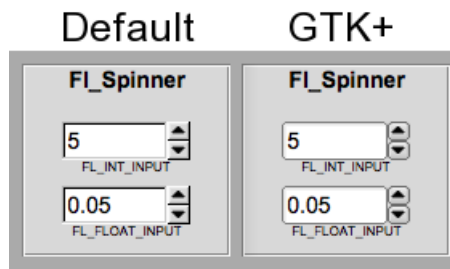 Default GTK+
Fl_Spinner Fl_Spinner
5 5
FL_INT_INPUT FL_INT_INPUT
0.05 0.05
FL_FLOAT_INPUT FL_FLOAT_INPUT